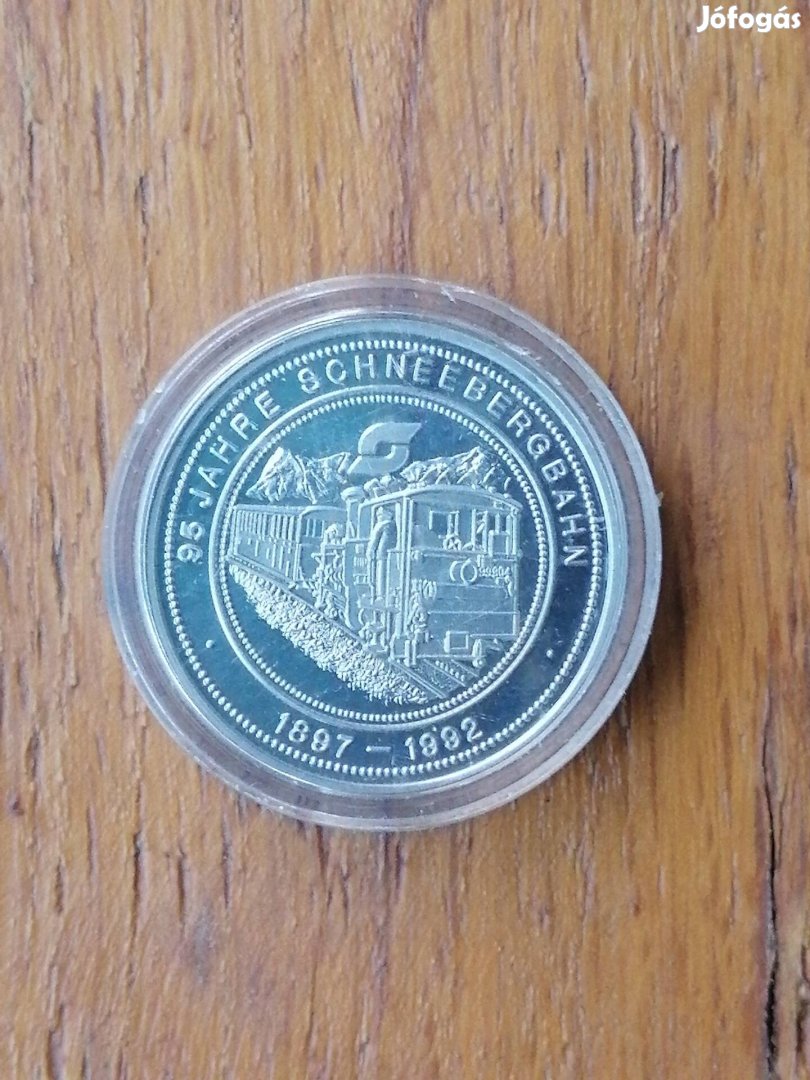 Jófogás
95 JAHRE SCHNEEBERGBAHN
1897 – 1992